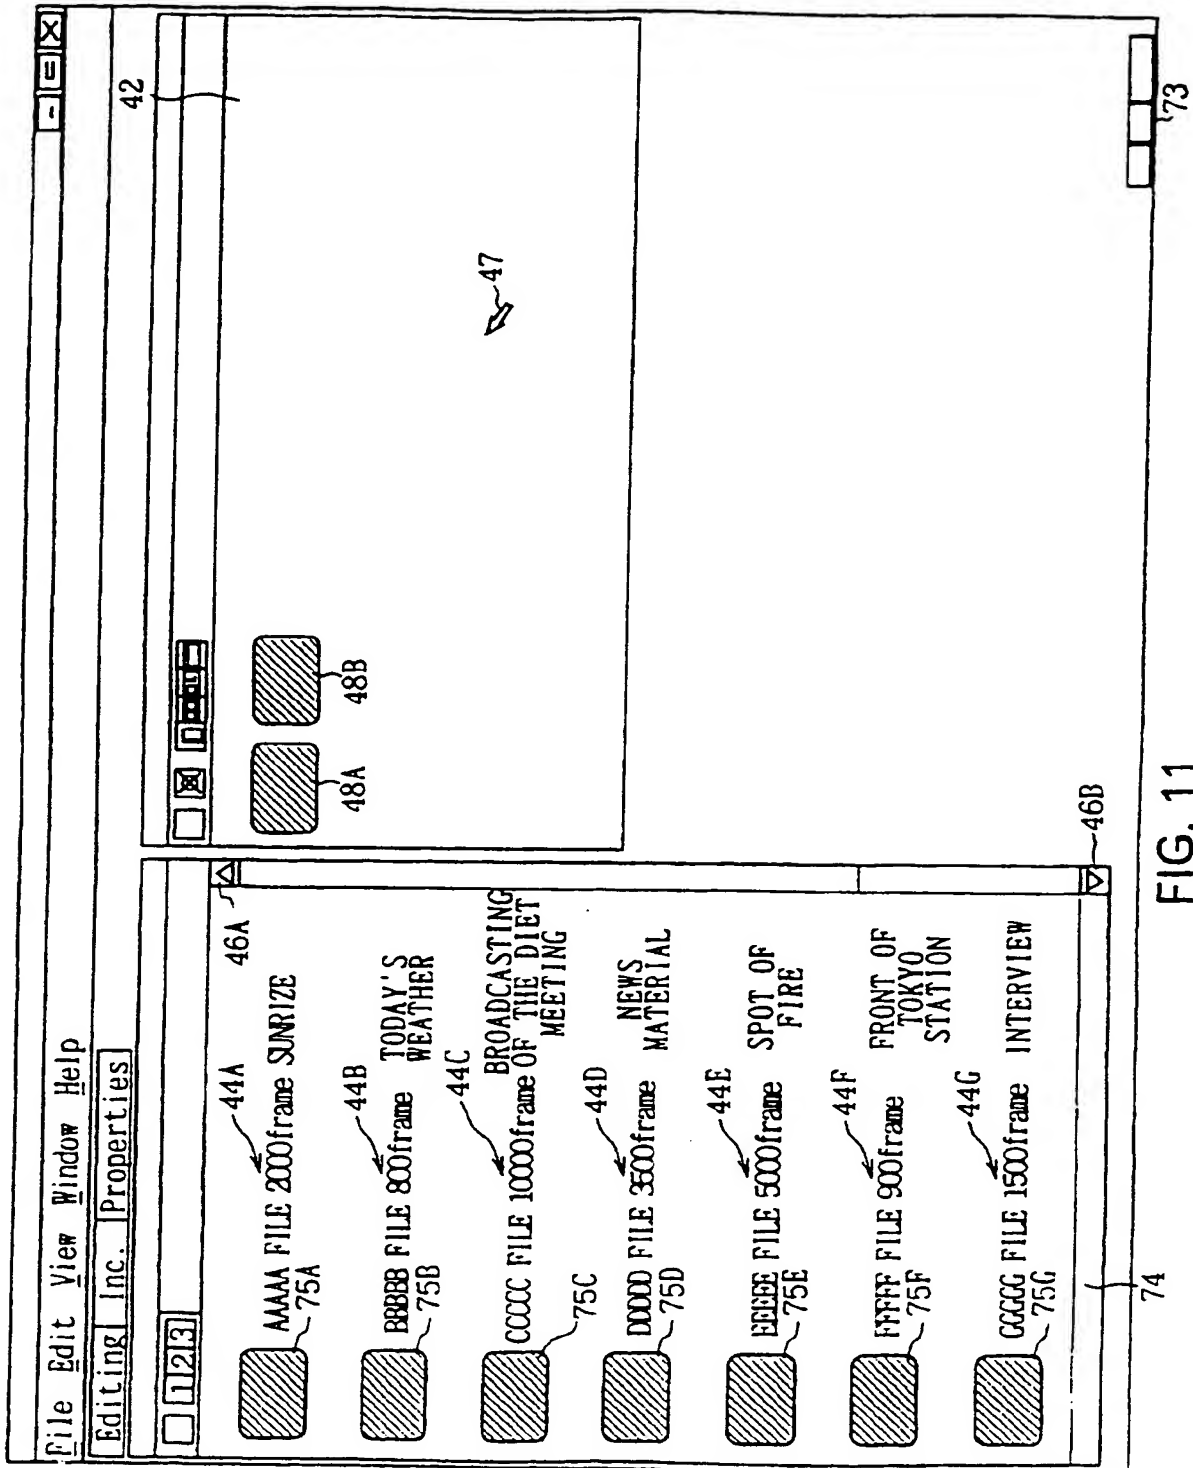 File Edit View Window Help
Editing Inc. Properties
1 2 3
42
46A
44A
AAAAA FILE 2000frame SUNRIZE
75A
44B
BBBBB FILE 800frame TODAY'S
WEATHER
75B
44C
BROADCASTING
CCCCC FILE 10000frame OF THE DIET
MEETING
75C
44D
NEWS
DDDDD FILE 3500frame MATERIAL
75D
44E
EEEEE FILE 5000frame SPOT OF
FIRE
75E
44F
FFFFF FILE 900frame FRONT OF
TOKYO
STATION
75F
44G
GGGGG FILE 1500frame INTERVIEW
75G
48A 48B
47
46B
74
73
FIG. 11